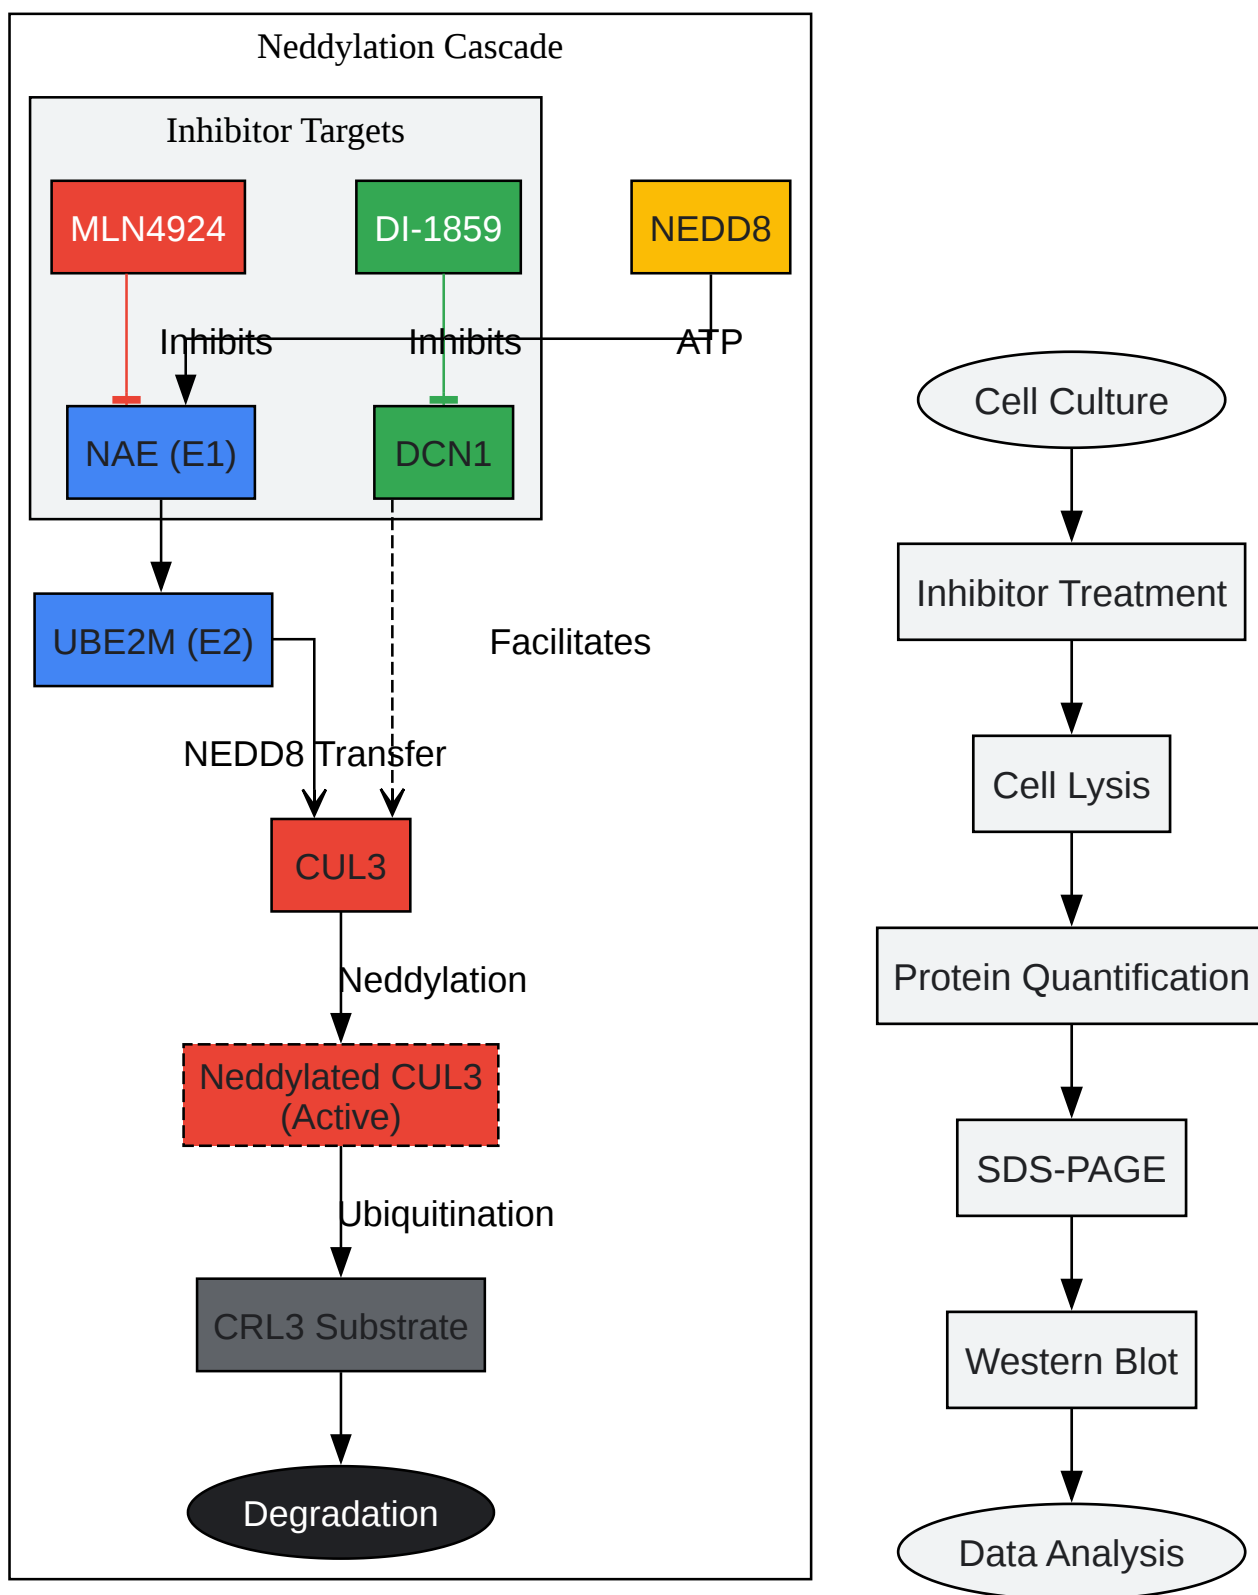 Neddylation Cascade
Inhibitor Targets
MLN4924
DI-1859
NEDD8
Inhibits
Inhibits
ATP
NAE (E1)
DCN1
UBE2M (E2)
Facilitates
NEDD8 Transfer
CUL3
Neddylation
Neddylated CUL3
(Active)
Ubiquitination
CRL3 Substrate
Degradation
Cell Culture
Inhibitor Treatment
Cell Lysis
Protein Quantification
SDS-PAGE
Western Blot
Data Analysis